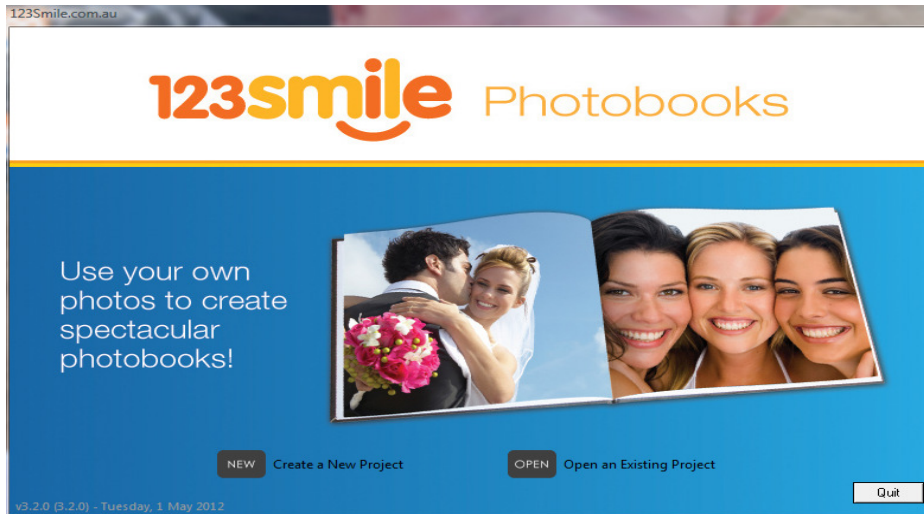 123Smile.com.au
123smile Photobooks
Use your own
photos to create
spectacular
photobooks!
NEW Create a New Project
OPEN Open an Existing Project
Quit
v3.2.0 (3.2.0) - Tuesday, 1 May 2012